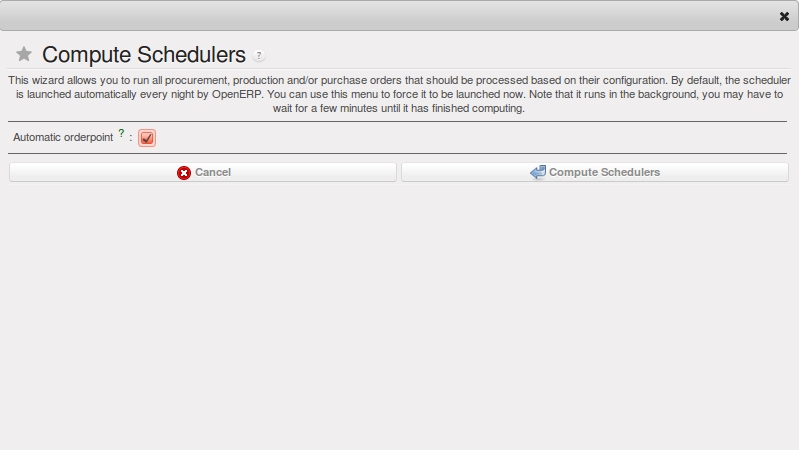 Compute Schedulers ?
This wizard allows you to run all procurement, production and/or purchase orders that should be processed based on their configuration. By default, the scheduler
is launched automatically every night by OpenERP. You can use this menu to force it to be launched now. Note that it runs in the background, you may have to
wait for a few minutes until it has finished computing.
Automatic orderpoint ? :
Cancel Compute Schedulers